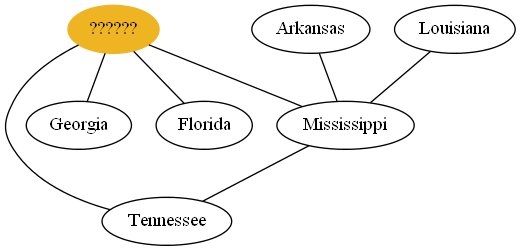 ??????
Arkansas
Louisiana
Georgia
Florida
Mississippi
Tennessee